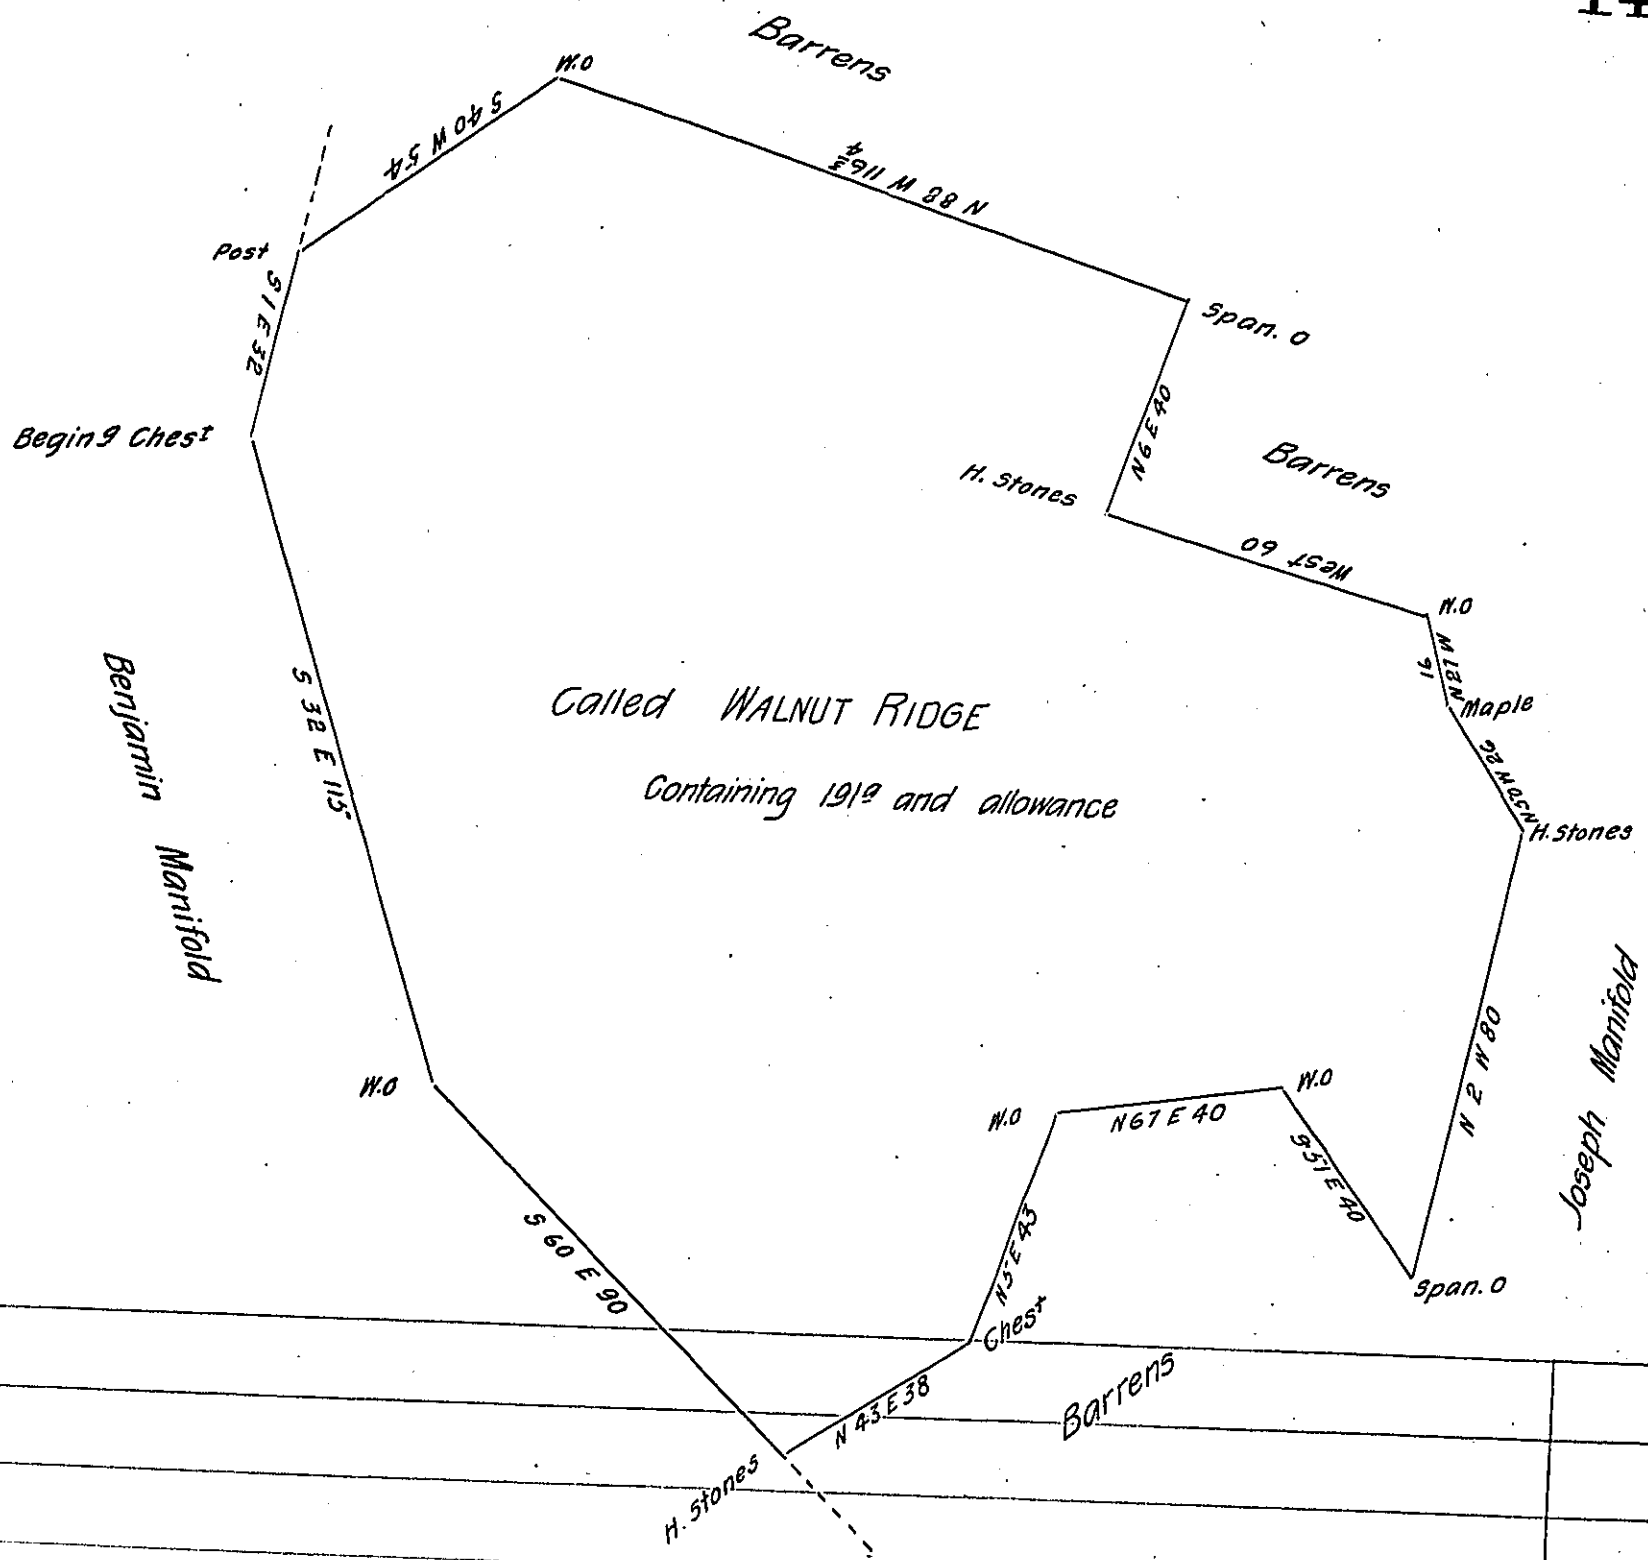 Barrens
W.O
S 40 W 54
N 88 W 116¾
Post
S 1 E 32
Span. O
Begin9 Chest
N 6 E 40
H. Stones
Barrens
West 60
W.O
N 81 W
16
Maple
N 50 W 26
H. Stones
S 32 E 115
Benjamin Manifold
Called WALNUT RIDGE
Containing 191a and allowance
Joseph Manifold
N 2 W 80
W.O
W.O
N 67 E 40
W.O
S 51 E 40
S 60 E 90
N 5 E 43
Span. O
Chest
N 43 E 38
Barrens
H. Stones